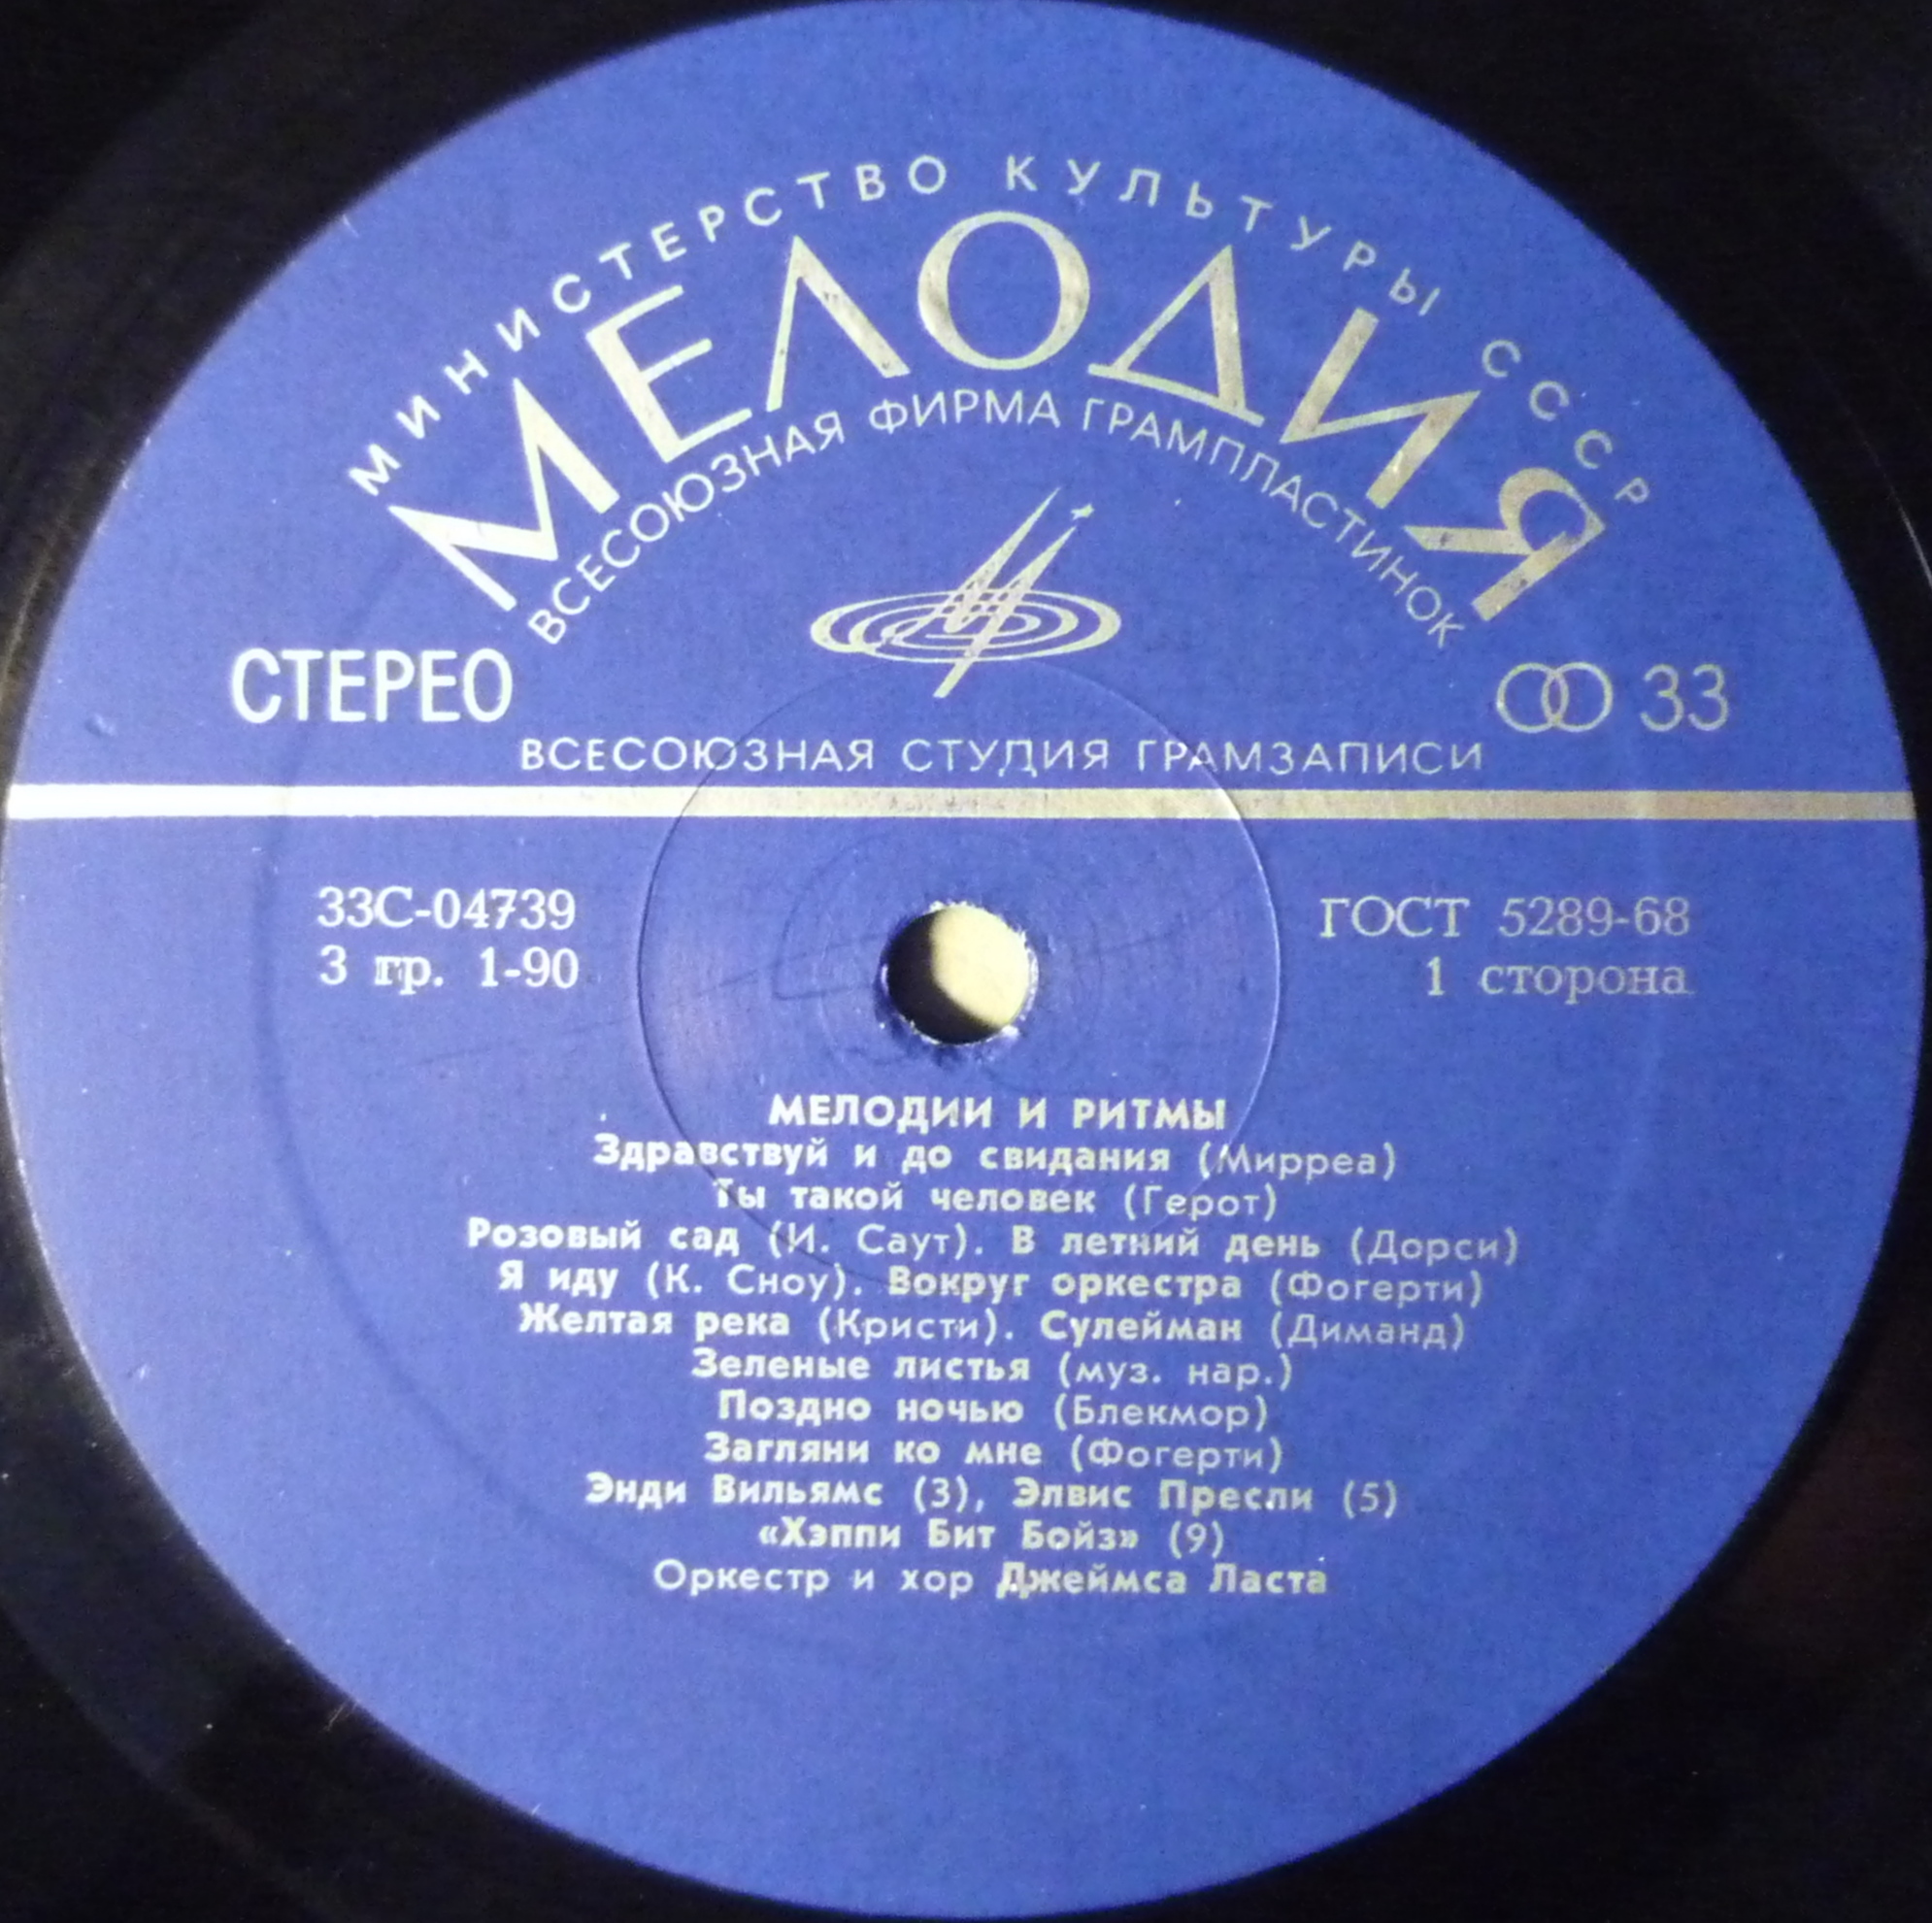 МИНИСТЕРСТВО КУЛЬТУРЫ СССР
МЕЛОДИЯ
ВСЕСОЮЗНАЯ ФИРМА ГРАМПЛАСТИНОК
СТЕРЕО
33
ВСЕСОЮЗНАЯ СТУДИЯ ГРАМЗАПИСИ
33С-04739
3 гр. 1-90
ГОСТ 5289-68
1 сторона
МЕЛОДИИ И РИТМЫ
Здравствуй и до свидания (Мирреа)
Ты такой человек (Герот)
Розовый сад (И. Саут). В летний день (Дорси)
Я иду (К. Сноу). Вокруг оркестра (Фогерти)
Желтая река (Кристи). Сулейман (Диманд)
Зеленые листья (муз. нар.)
Поздно ночью (Блекмор)
Загляни ко мне (Фогерти)
Энди Вильямс (3), Элвис Пресли (5)
«Хэппи Бит Бойз» (9)
Оркестр и хор Джеймса Ласта